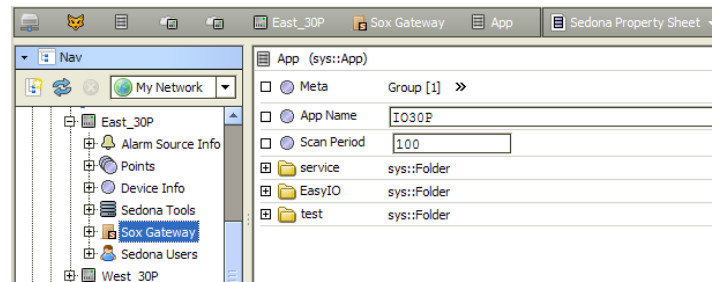 East_30P Sox Gateway App Sedona Property Sheet
Nav
My Network
East_30P
Alarm Source Info
Points
Device Info
Sedona Tools
Sox Gateway
Sedona Users
West_30P
App (sys::App)
Meta Group [1] »
App Name IO30P
Scan Period 100
service sys::Folder
EasyIO sys::Folder
test sys::Folder